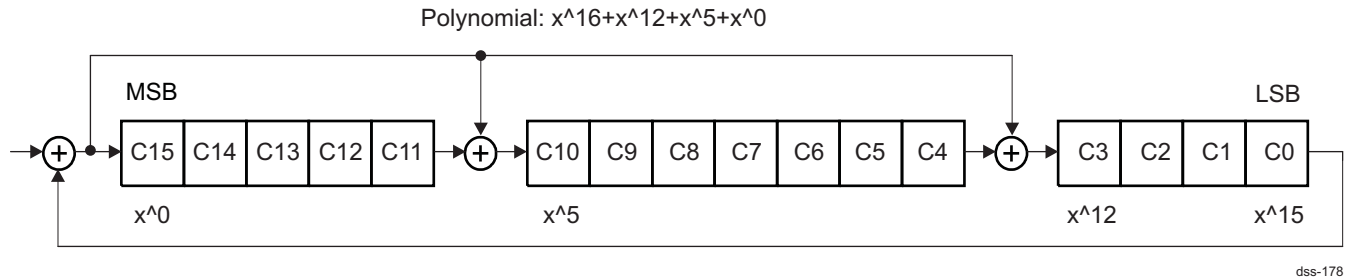 Polynomial: x^16+x^12+x^5+x^0
MSB
LSB
+ C15 C14 C13 C12 C11 + C10 C9 C8 C7 C6 C5 C4 + C3 C2 C1 C0
x^0 x^5 x^12 x^15
dss-178